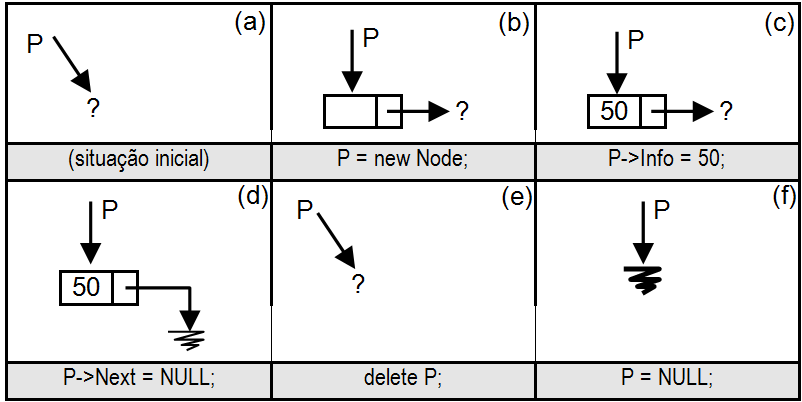 (a)
P
?
(situação inicial)
(b)
P
?
P = new Node;
(c)
P
50
?
P->Info = 50;
(d)
P
50
P->Next = NULL;
(e)
P
?
delete P;
(f)
P
P = NULL;